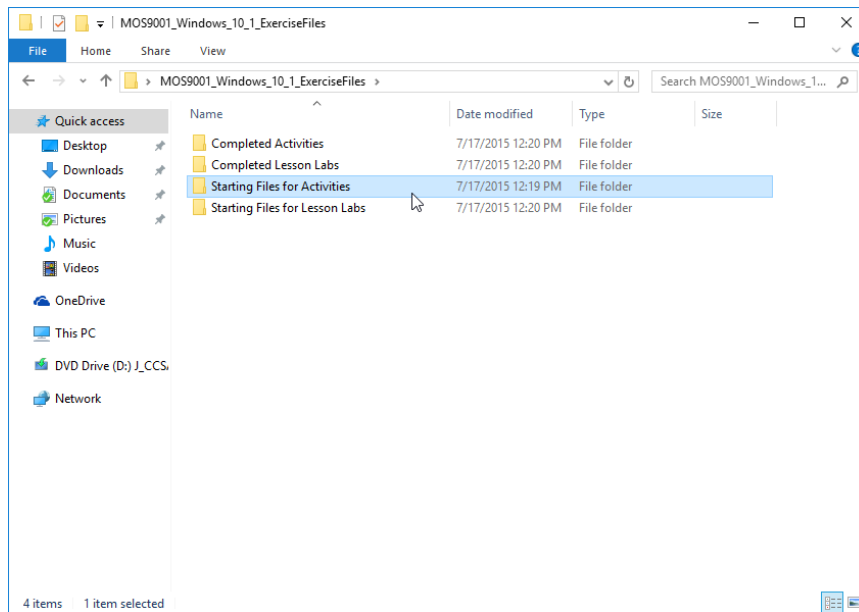 MOS9001_Windows_10_1_ExerciseFiles
File Home Share View
MOS9001_Windows_10_1_ExerciseFiles
Search MOS9001_Windows_1...
Name Date modified Type Size
Quick access
Desktop
Downloads
Documents
Pictures
Music
Videos
OneDrive
This PC
DVD Drive (D:) J_CCSA
Network
Completed Activities 7/17/2015 12:20 PM File folder
Completed Lesson Labs 7/17/2015 12:20 PM File folder
Starting Files for Activities 7/17/2015 12:19 PM File folder
Starting Files for Lesson Labs 7/17/2015 12:20 PM File folder
4 items 1 item selected